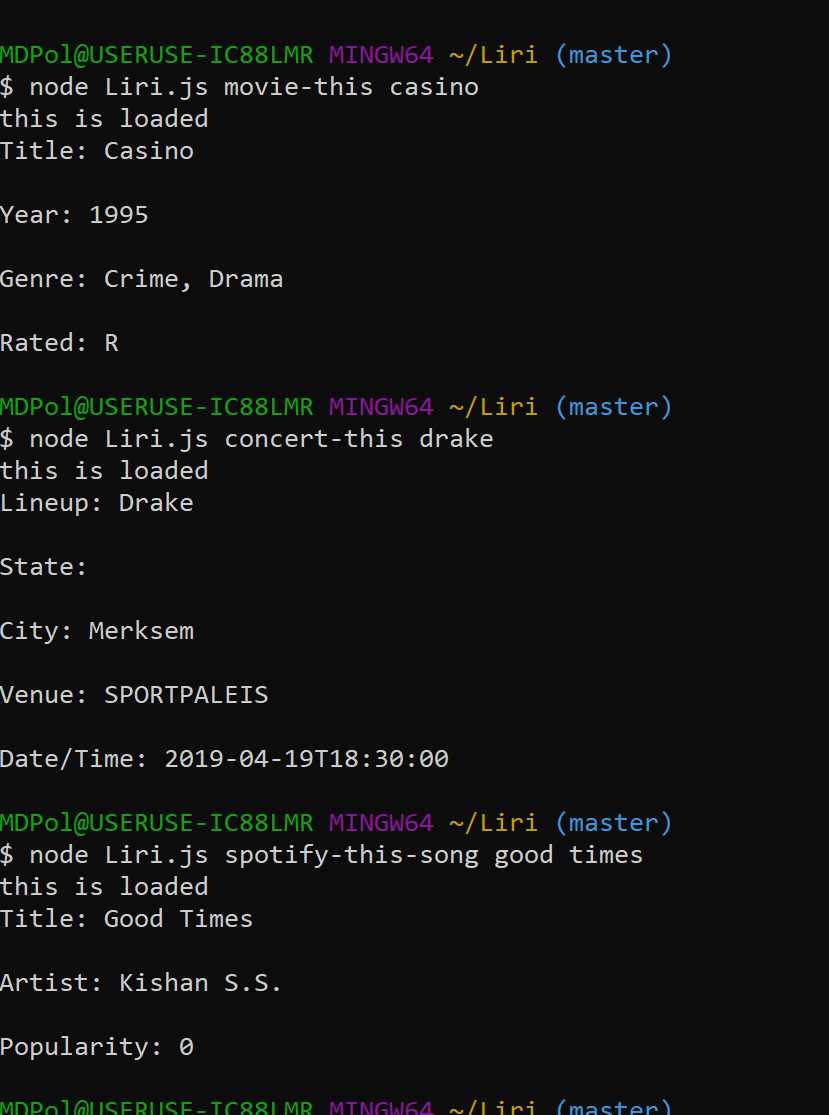 MDPol@USERUSE-IC88LMR MINGW64 ~/Liri (master)
$ node Liri.js movie-this casino
this is loaded
Title: Casino
Year: 1995
Genre: Crime, Drama
Rated: R
MDPol@USERUSE-IC88LMR MINGW64 ~/Liri (master)
$ node Liri.js concert-this drake
this is loaded
Lineup: Drake
State:
City: Merksem
Venue: SPORTPALEIS
Date/Time: 2019-04-19T18:30:00
MDPol@USERUSE-IC88LMR MINGW64 ~/Liri (master)
$ node Liri.js spotify-this-song good times
this is loaded
Title: Good Times
Artist: Kishan S.S.
Popularity: 0
MDPol@USERUSE-IC88LMR MINGW64 ~/Liri (master)